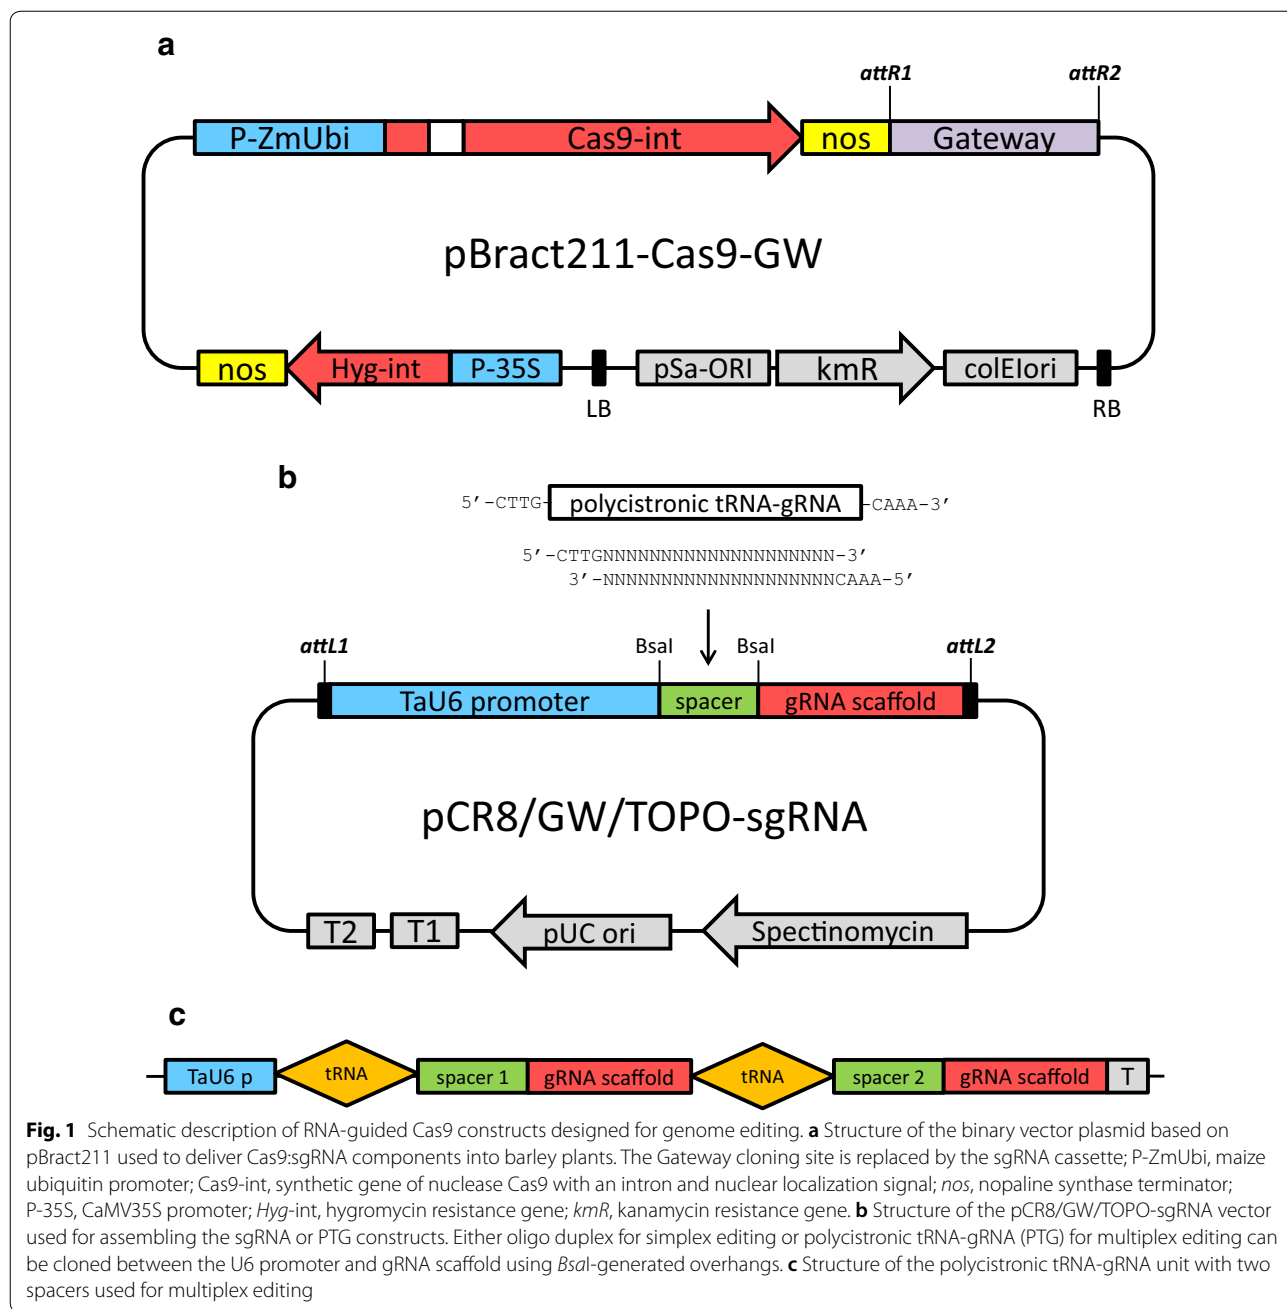 a
attR1 attR2
P-ZmUbi Cas9-int nos Gateway
pBract211-Cas9-GW
nos Hyg-int P-35S pSa-ORI kmR colEIori
LB RB
b
5’-CTTG polycistronic tRNA-gRNA CAAA-3’
5’-CTTGNNNNNNNNNNNNNNNNNNNN-3’
3’-NNNNNNNNNNNNNNNNNNNNCAAA-5’
attL1 BsaI BsaI attL2
TaU6 promoter spacer gRNA scaffold
pCR8/GW/TOPO-sgRNA
T2 T1 pUC ori Spectinomycin
c
TaU6 p tRNA spacer 1 gRNA scaffold tRNA spacer 2 gRNA scaffold T
Fig. 1 Schematic description of RNA-guided Cas9 constructs designed for genome editing. a Structure of the binary vector plasmid based on
pBract211 used to deliver Cas9:sgRNA components into barley plants. The Gateway cloning site is replaced by the sgRNA cassette; P-ZmUbi, maize
ubiquitin promoter; Cas9-int, synthetic gene of nuclease Cas9 with an intron and nuclear localization signal; nos, nopaline synthase terminator;
P-35S, CaMV35S promoter; Hyg-int, hygromycin resistance gene; kmR, kanamycin resistance gene. b Structure of the pCR8/GW/TOPO-sgRNA vector
used for assembling the sgRNA or PTG constructs. Either oligo duplex for simplex editing or polycistronic tRNA-gRNA (PTG) for multiplex editing can
be cloned between the U6 promoter and gRNA scaffold using BsaI-generated overhangs. c Structure of the polycistronic tRNA-gRNA unit with two
spacers used for multiplex editing